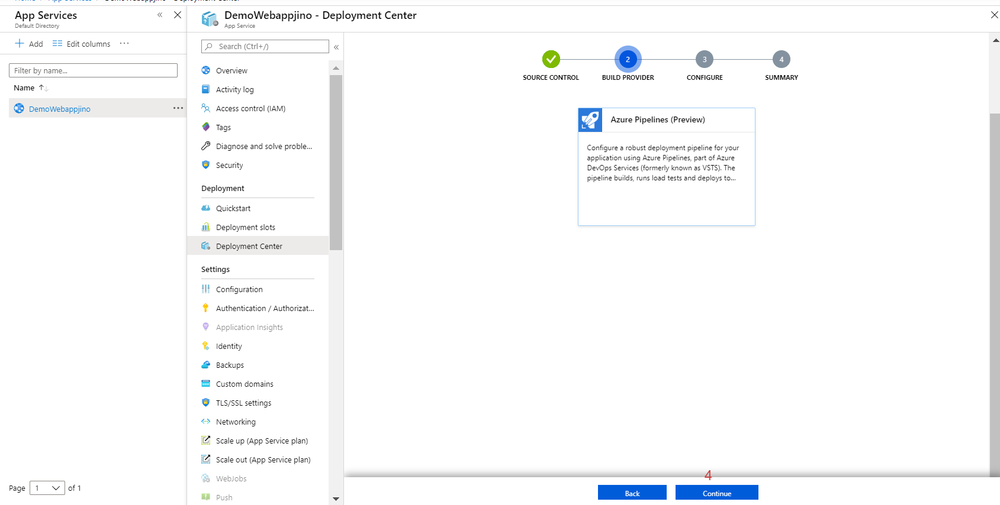 App Services
Default Directory
Add
Edit columns
Filter by name...
Name
DemoWebappjino
Page 1 of 1
DemoWebappjino - Deployment Center
App Service
Search (Ctrl+/)
Overview
Activity log
Access control (IAM)
Tags
Diagnose and solve proble...
Security
Deployment
Quickstart
Deployment slots
Deployment Center
Settings
Configuration
Authentication / Authorizat...
Application Insights
Identity
Backups
Custom domains
TLS/SSL settings
Networking
Scale up (App Service plan)
Scale out (App Service plan)
WebJobs
Push
2
3
4
SOURCE CONTROL
BUILD PROVIDER
CONFIGURE
SUMMARY
Azure Pipelines (Preview)
Configure a robust deployment pipeline for your
application using Azure Pipelines, part of Azure
DevOps Services (formerly known as VSTS). The
pipeline builds, runs load tests and deploys to...
4
Back
Continue